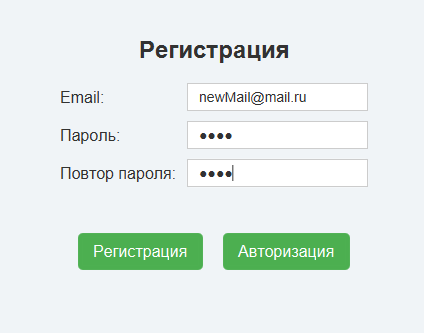 Регистрация
Email: newMail@mail.ru
Пароль: ●●●●
Повтор пароля: ●●●●
Регистрация Авторизация